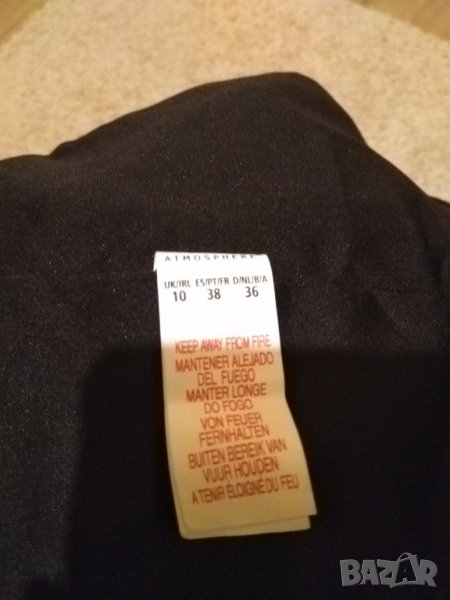 ATMOSPHERE
UK/IRL ES/PT/FR D/NL/B/A
10 38 36
KEEP AWAY FROM FIRE
MANTENER ALEJADO
DEL FUEGO
MANTER LONGE
DO FOGO
VON FEUER
FERNHALTEN
BUITEN BEREIK VAN
VUUR HOUDEN
A TENIR ÉLOIGNÉ DU FEU
BAZAR